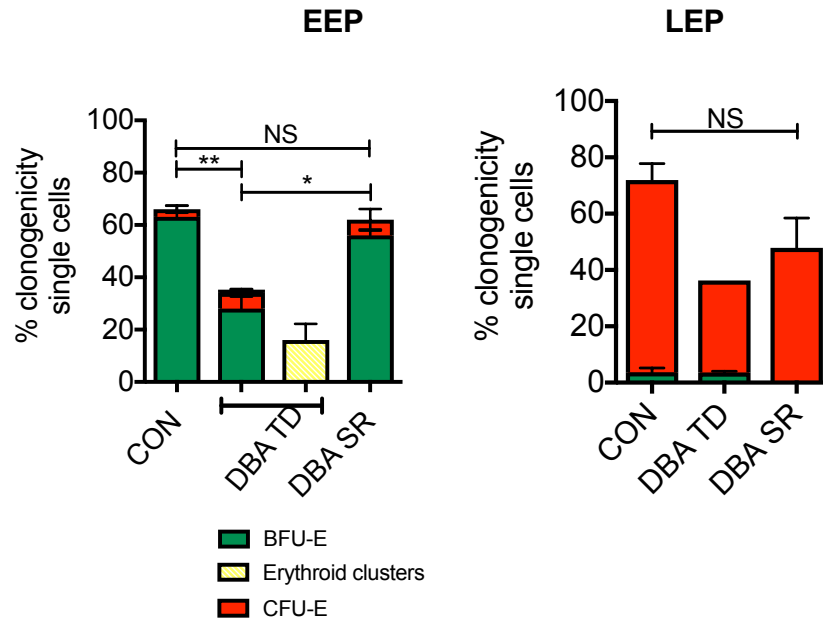 EEP
LEP
% clonogenicity
single cells
100
80
60
40
20
0
NS
**
*
CON
DBA TD
DBA SR
% clonogenicity
single cells
100
80
60
40
20
0
NS
CON
DBA TD
DBA SR
BFU-E
Erythroid clusters
CFU-E